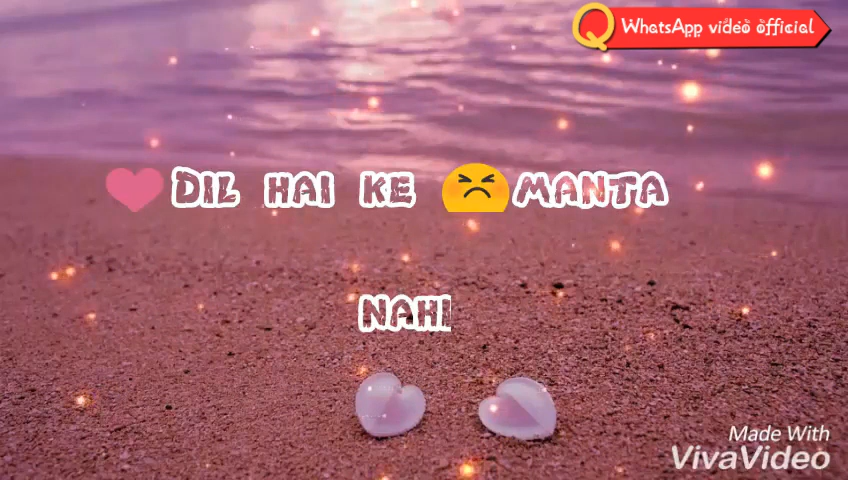 WhatsApp video official
DIL HAI KE MANTA
NAHI
Made With
VivaVideo